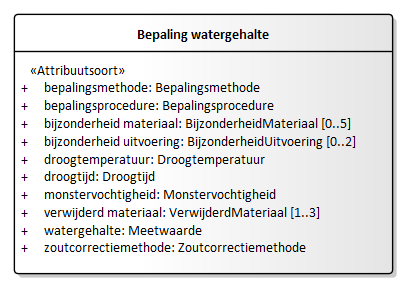 Bepaling watergehalte
«Attribuutsoort»
+ bepalingsmethode: Bepalingsmethode
+ bepalingsprocedure: Bepalingsprocedure
+ bijzonderheid materiaal: BijzonderheidMateriaal [0..5]
+ bijzonderheid uitvoering: BijzonderheidUitvoering [0..2]
+ droogtemperatuur: Droogtemperatuur
+ droogtijd: Droogtijd
+ monstervochtigheid: Monstervochtigheid
+ verwijderd materiaal: VerwijderdMateriaal [1..3]
+ watergehalte: Meetwaarde
+ zoutcorrectiemethode: Zoutcorrectiemethode